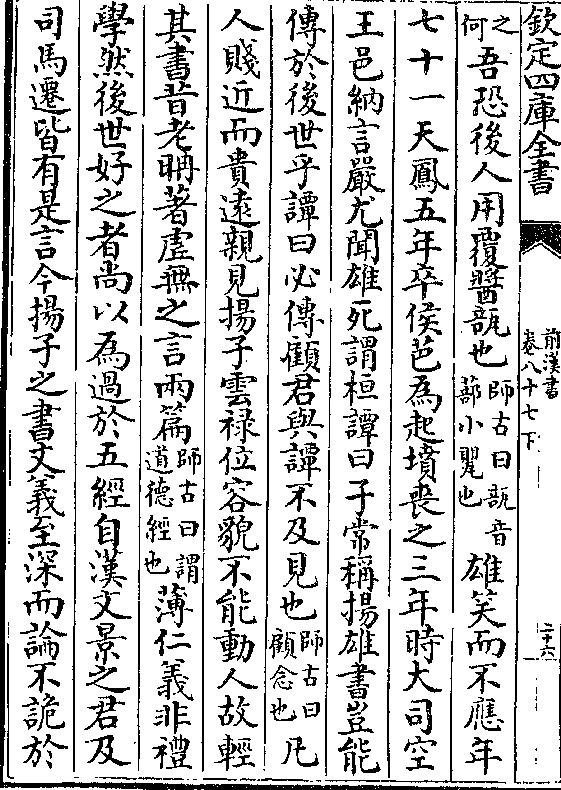 欽定四庫全書
前漢書
卷八十七下
二十六
之何吾恐後人用覆醬瓿也師古曰瓿音蔀小甖也雄笑而不應年
七十一天鳳五年卒侯芭為起墳喪之三年時大司空
王邑納言嚴尤聞雄死謂桓譚曰子常稱揚雄書豈能
傳於後世乎譚曰必傳顧君與譚不及見也師古曰顧念也凡
人賤近而貴遠親見揚子雲禄位容貌不能動人故輕
其書昔老耼著虛無之言兩篇師古曰謂道德經也薄仁義非禮
學然後世好之者尚以為過於五經自漢文景之君及
司馬遷皆有是言今揚子之書文義至深而論不詭於